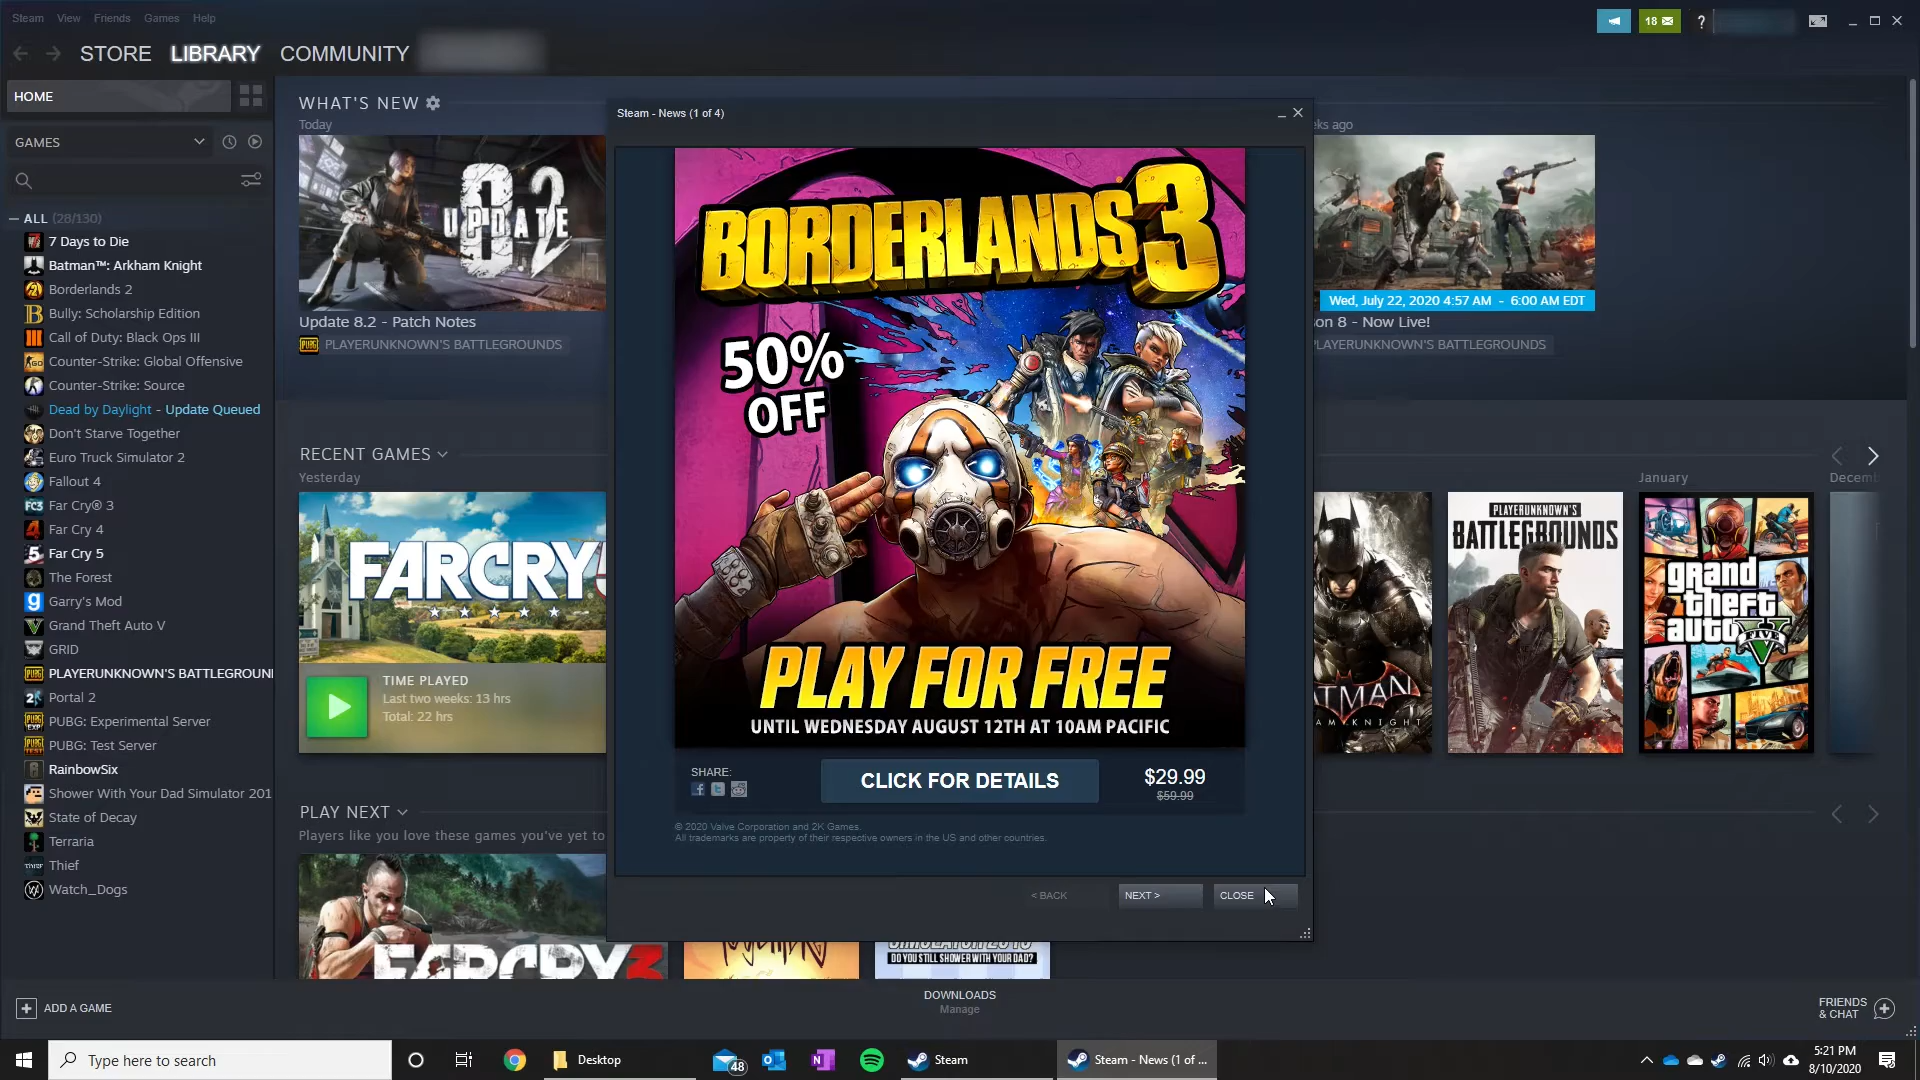 Steam View Friends Games Help
18
?
STORE LIBRARY COMMUNITY
HOME
GAMES
ALL (28/130)
7 Days to Die
Batman™: Arkham Knight
Borderlands 2
Bully: Scholarship Edition
Call of Duty: Black Ops III
Counter-Strike: Global Offensive
Counter-Strike: Source
Dead by Daylight - Update Queued
Don't Starve Together
Euro Truck Simulator 2
Fallout 4
Far Cry® 3
Far Cry 4
Far Cry 5
The Forest
Garry's Mod
Grand Theft Auto V
GRID
PLAYERUNKNOWN'S BATTLEGROUN
Portal 2
PUBG: Experimental Server
PUBG: Test Server
RainbowSix
Shower With Your Dad Simulator 201
State of Decay
Terraria
Thief
Watch_Dogs
WHAT'S NEW
Today
8.2
UPDATE
Update 8.2 - Patch Notes
PLAYERUNKNOWN'S BATTLEGROUNDS
eks ago
Wed, July 22, 2020 4:57 AM - 6:00 AM EDT
son 8 - Now Live!
PLAYERUNKNOWN'S BATTLEGROUNDS
RECENT GAMES
Yesterday
FARCRY 5
TIME PLAYED
Last two weeks: 13 hrs
Total: 22 hrs
January
Decem
ATMAN
AM KNIGHT
PLAYERUNKNOWN'S
BATTLEGROUNDS
grand
theft
auto
FIVE
PLAY NEXT
Players like you love these games you've yet to
FARCRY3
DO YOU STILL SHOWER WITH YOUR DAD?
Steam - News (1 of 4)
BORDERLANDS 3
50%
OFF
PLAY FOR FREE
UNTIL WEDNESDAY AUGUST 12TH AT 10AM PACIFIC
SHARE:
CLICK FOR DETAILS
$29.99
$59.99
© 2020 Valve Corporation and 2K Games.
All trademarks are property of their respective owners in the US and other countries.
< BACK NEXT > CLOSE
ADD A GAME
DOWNLOADS
Manage
FRIENDS
& CHAT
Type here to search
Desktop
48
Steam
Steam - News (1 of ...
5:21 PM
8/10/2020